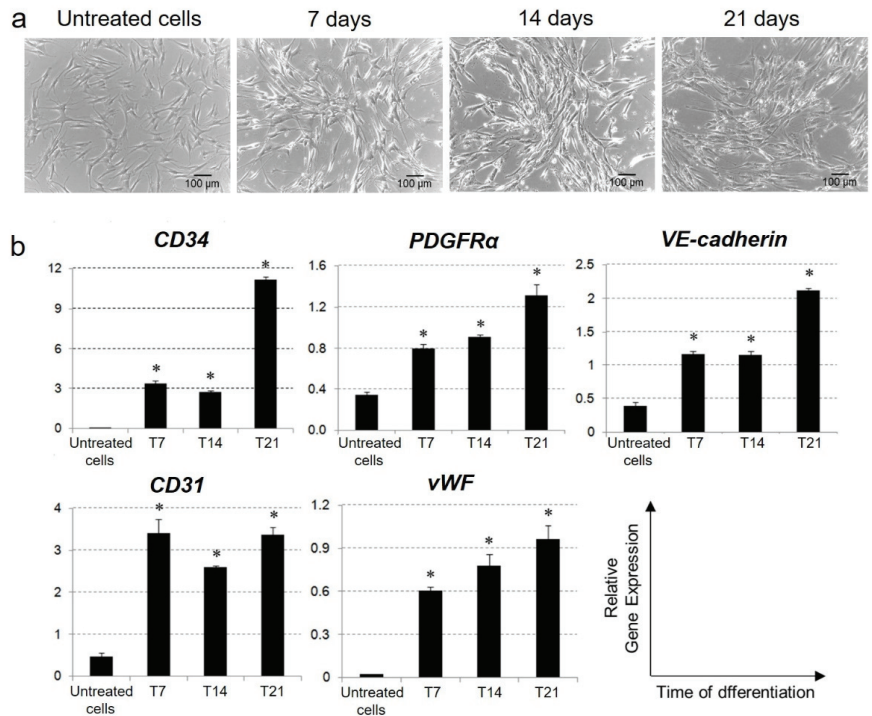 a
Untreated cells 7 days 14 days 21 days
100 µm 100 µm 100 µm 100 µm
b
CD34 PDGFRα VE-cadherin
12
9
6
3
0
* * *
Untreated cells T7 T14 T21
1.6
1.2
0.8
0.4
0.0
* * *
Untreated cells T7 T14 T21
2.5
2
1.5
1
0.5
0
* * *
Untreated cells T7 T14 T21
CD31 vWF
4
3
2
1
0
* * *
Untreated cells T7 T14 T21
1.2
0.9
0.6
0.3
0
* * *
Untreated cells T7 T14 T21
Relative
Gene Expression
Time of dfferentiation